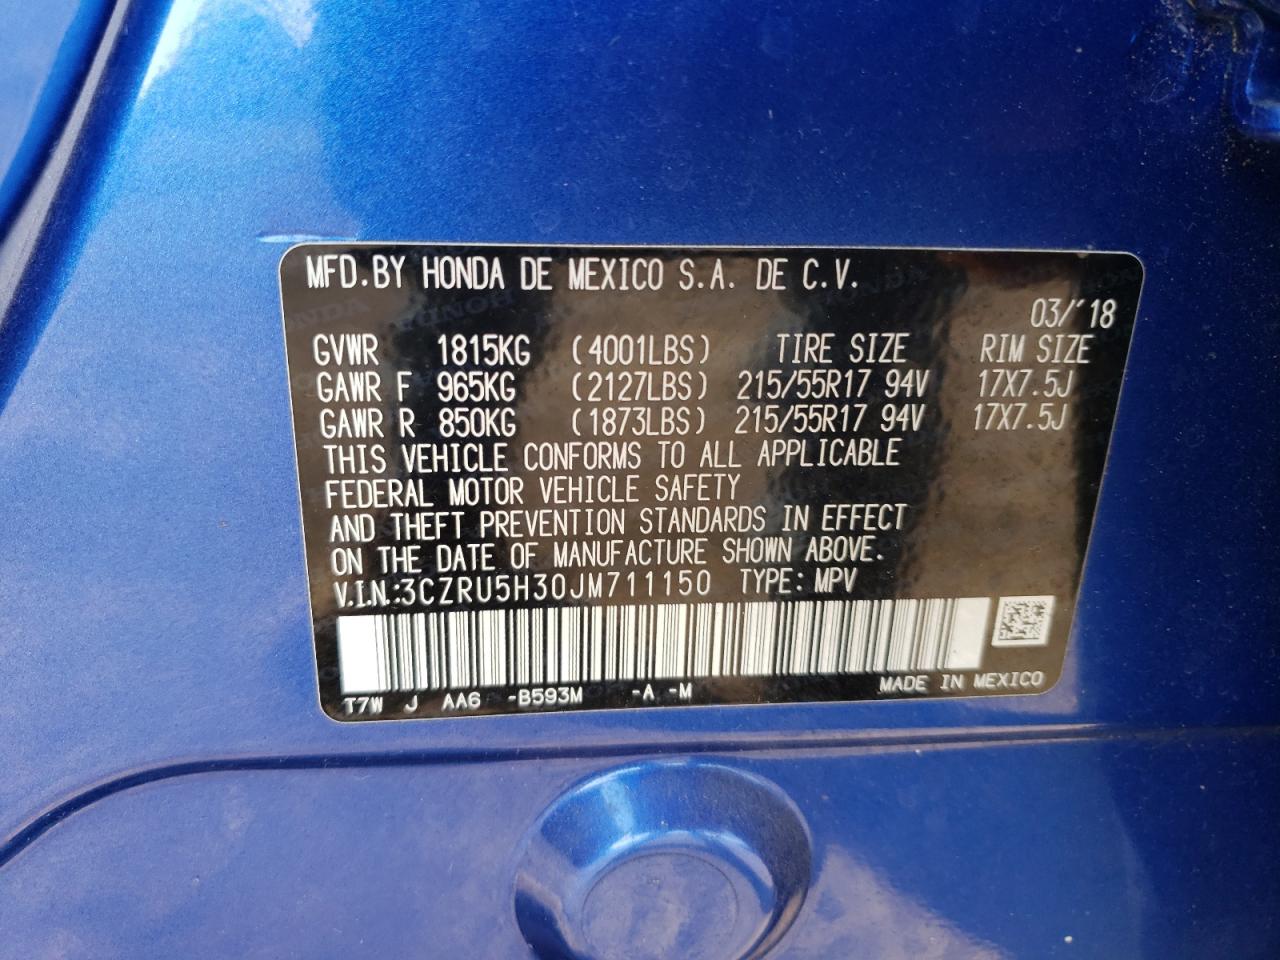 MFD.BY HONDA DE MEXICO S.A. DE C.V.
03/'18
GVWR 1815KG (4001LBS) TIRE SIZE RIM SIZE
GAWR F 965KG (2127LBS) 215/55R17 94V 17X7.5J
GAWR R 850KG (1873LBS) 215/55R17 94V 17X7.5J
THIS VEHICLE CONFORMS TO ALL APPLICABLE
FEDERAL MOTOR VEHICLE SAFETY
AND THEFT PREVENTION STANDARDS IN EFFECT
ON THE DATE OF MANUFACTURE SHOWN ABOVE.
V.I.N.:3CZRU5H30JM711150 TYPE: MPV
T7W J AA6 -B593M -A -M MADE IN MEXICO